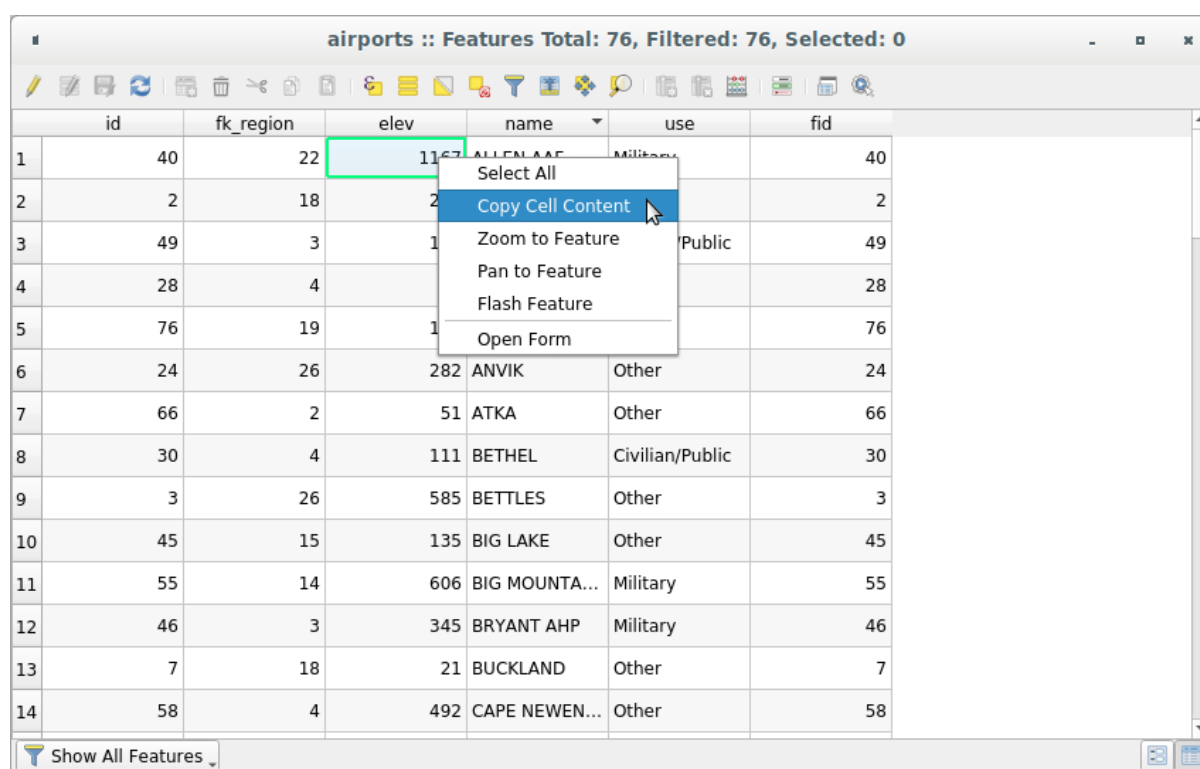 airports :: Features Total: 76, Filtered: 76, Selected: 0
id fk_region elev name use fid
1 40 22 1167 ALLEN AAF Military 40
Select All
2 2 18 2
Copy Cell Content
3 49 3 /Public 49
Zoom to Feature
Pan to Feature
4 28 4 28
Flash Feature
5 76 19 76
Open Form
6 24 26 282 ANVIK Other 24
7 66 2 51 ATKA Other 66
8 30 4 111 BETHEL Civilian/Public 30
9 3 26 585 BETTLES Other 3
10 45 15 135 BIG LAKE Other 45
11 55 14 606 BIG MOUNTA... Military 55
12 46 3 345 BRYANT AHP Military 46
13 7 18 21 BUCKLAND Other 7
14 58 4 492 CAPE NEWEN... Other 58
Show All Features